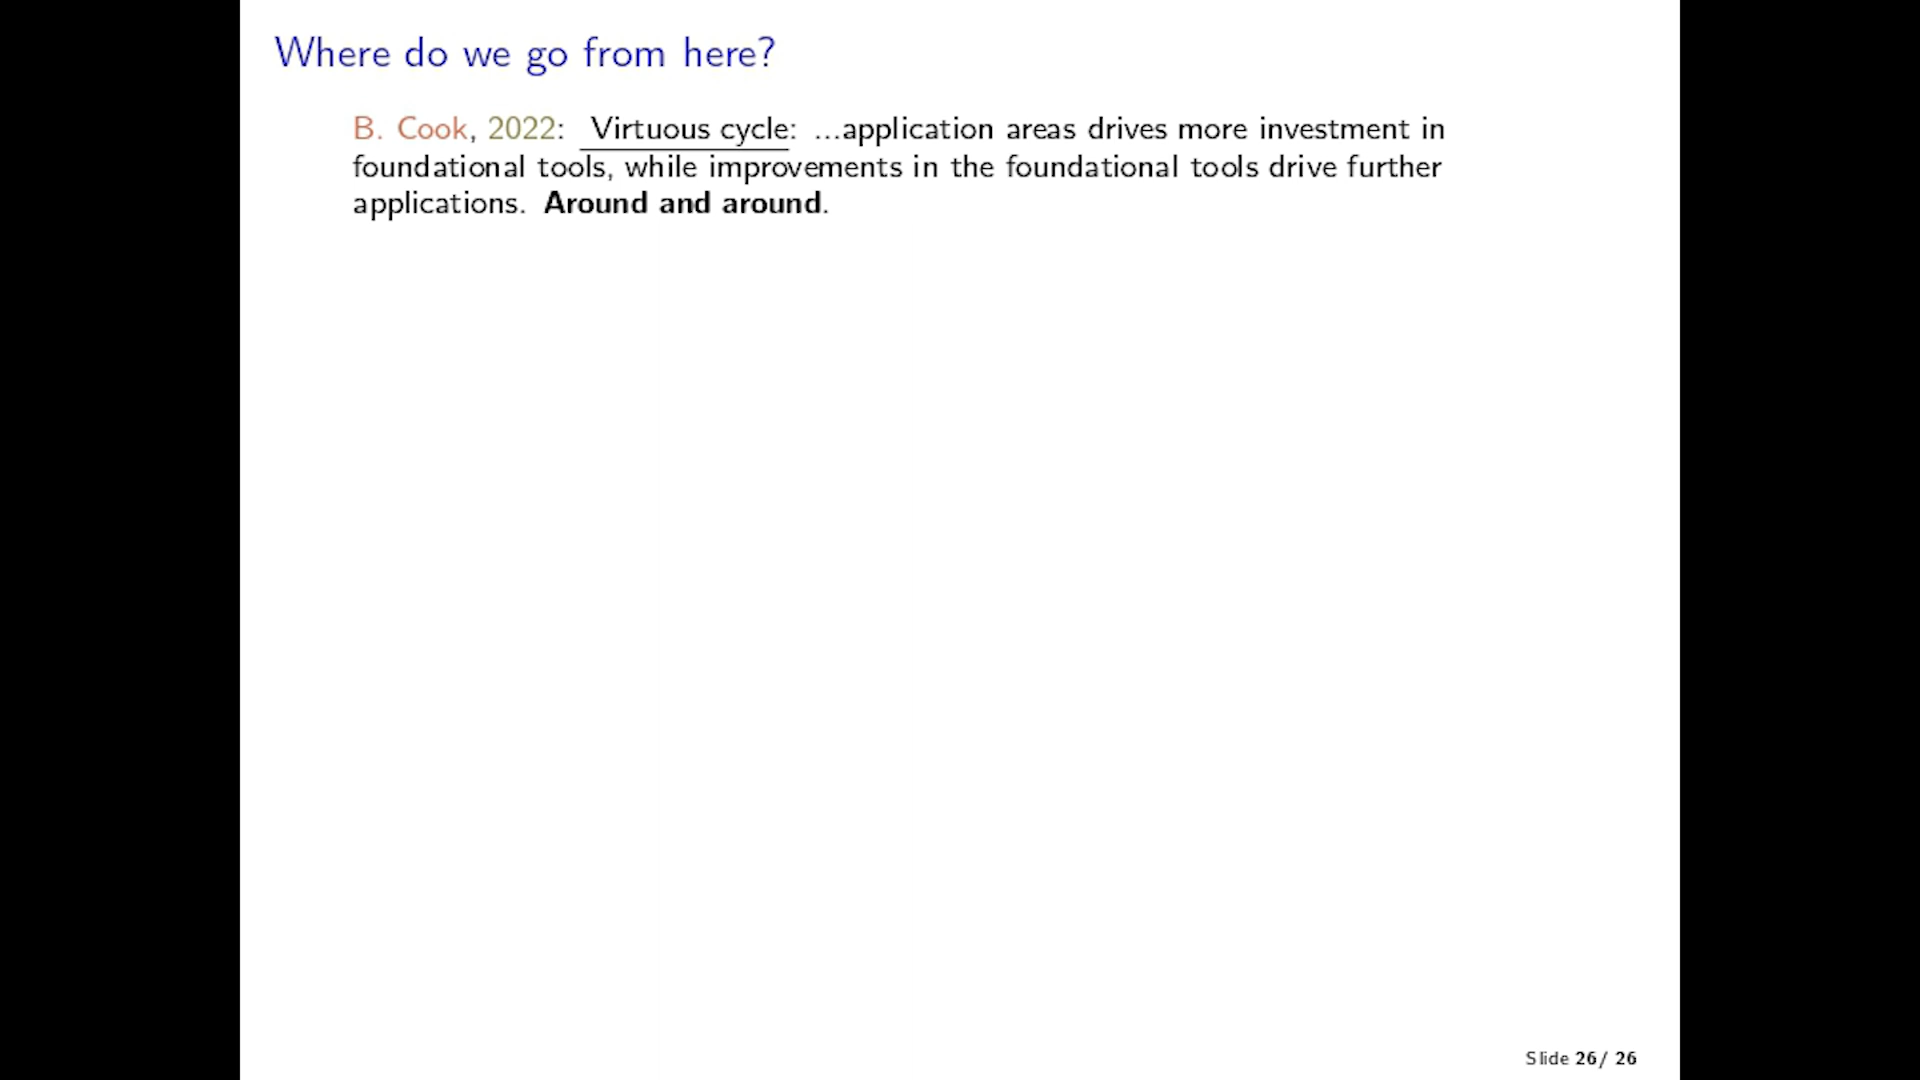 Where do we go from here?
B. Cook, 2022: Virtuous cycle: ...application areas drives more investment in
foundational tools, while improvements in the foundational tools drive further
applications. Around and around.
Slide 26/ 26